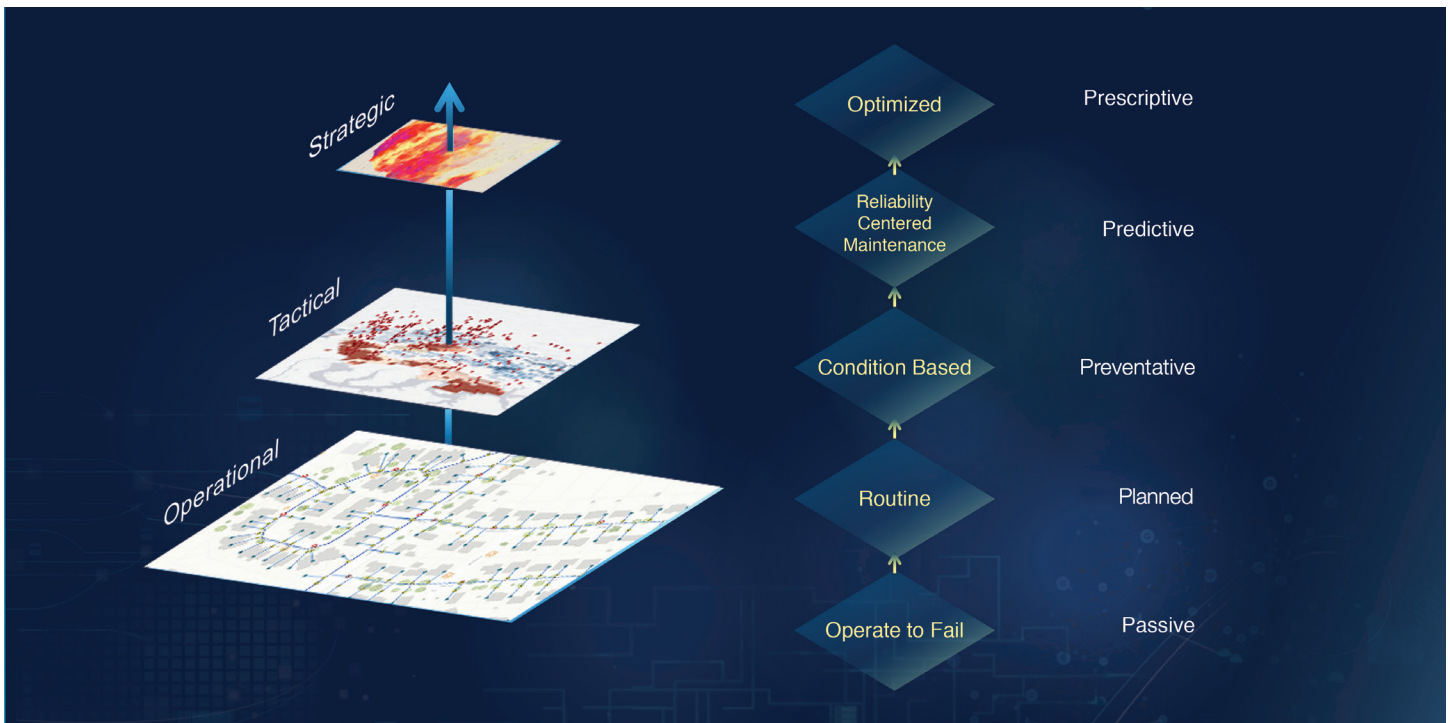 Strategic
Tactical
Operational
Optimized
Prescriptive
Reliability
Centered
Maintenance
Predictive
Condition Based
Preventative
Routine
Planned
Operate to Fail
Passive